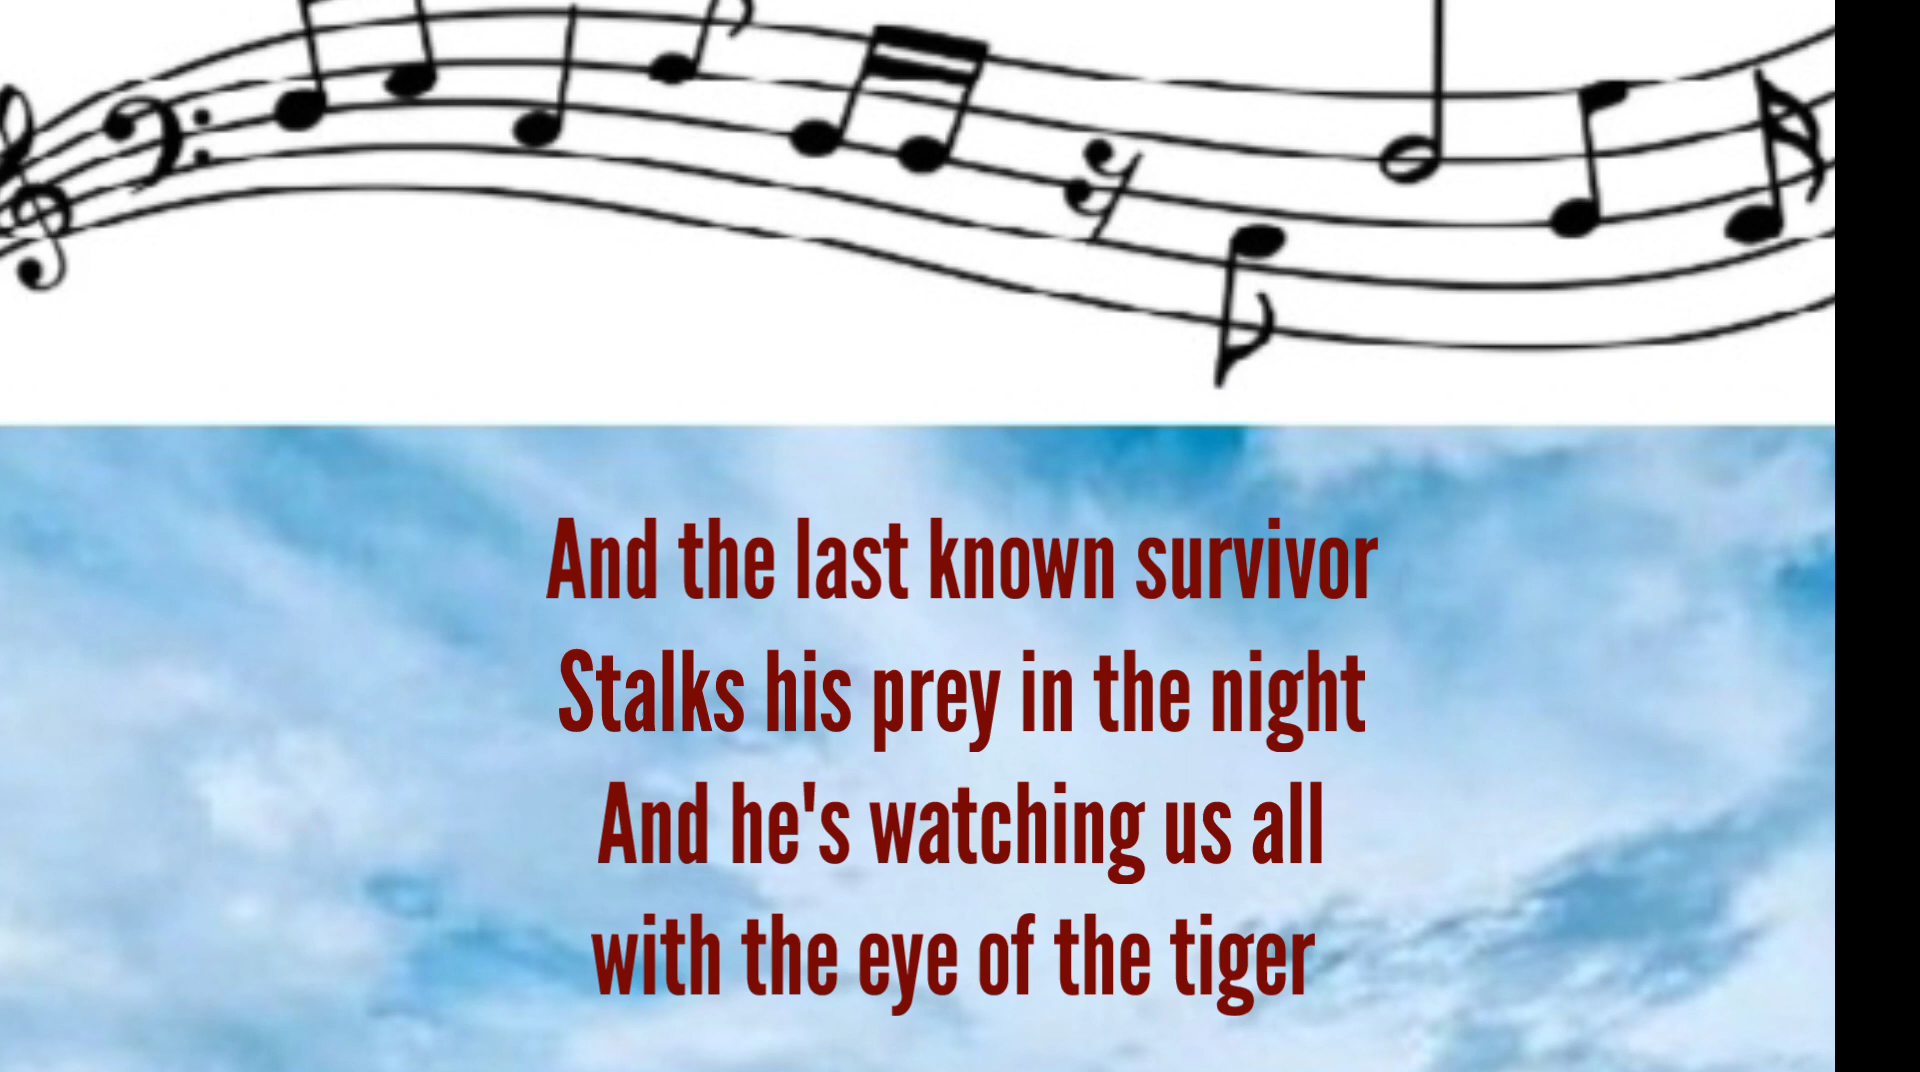 And the last known survivor
Stalks his prey in the night
And he's watching us all
with the eye of the tiger